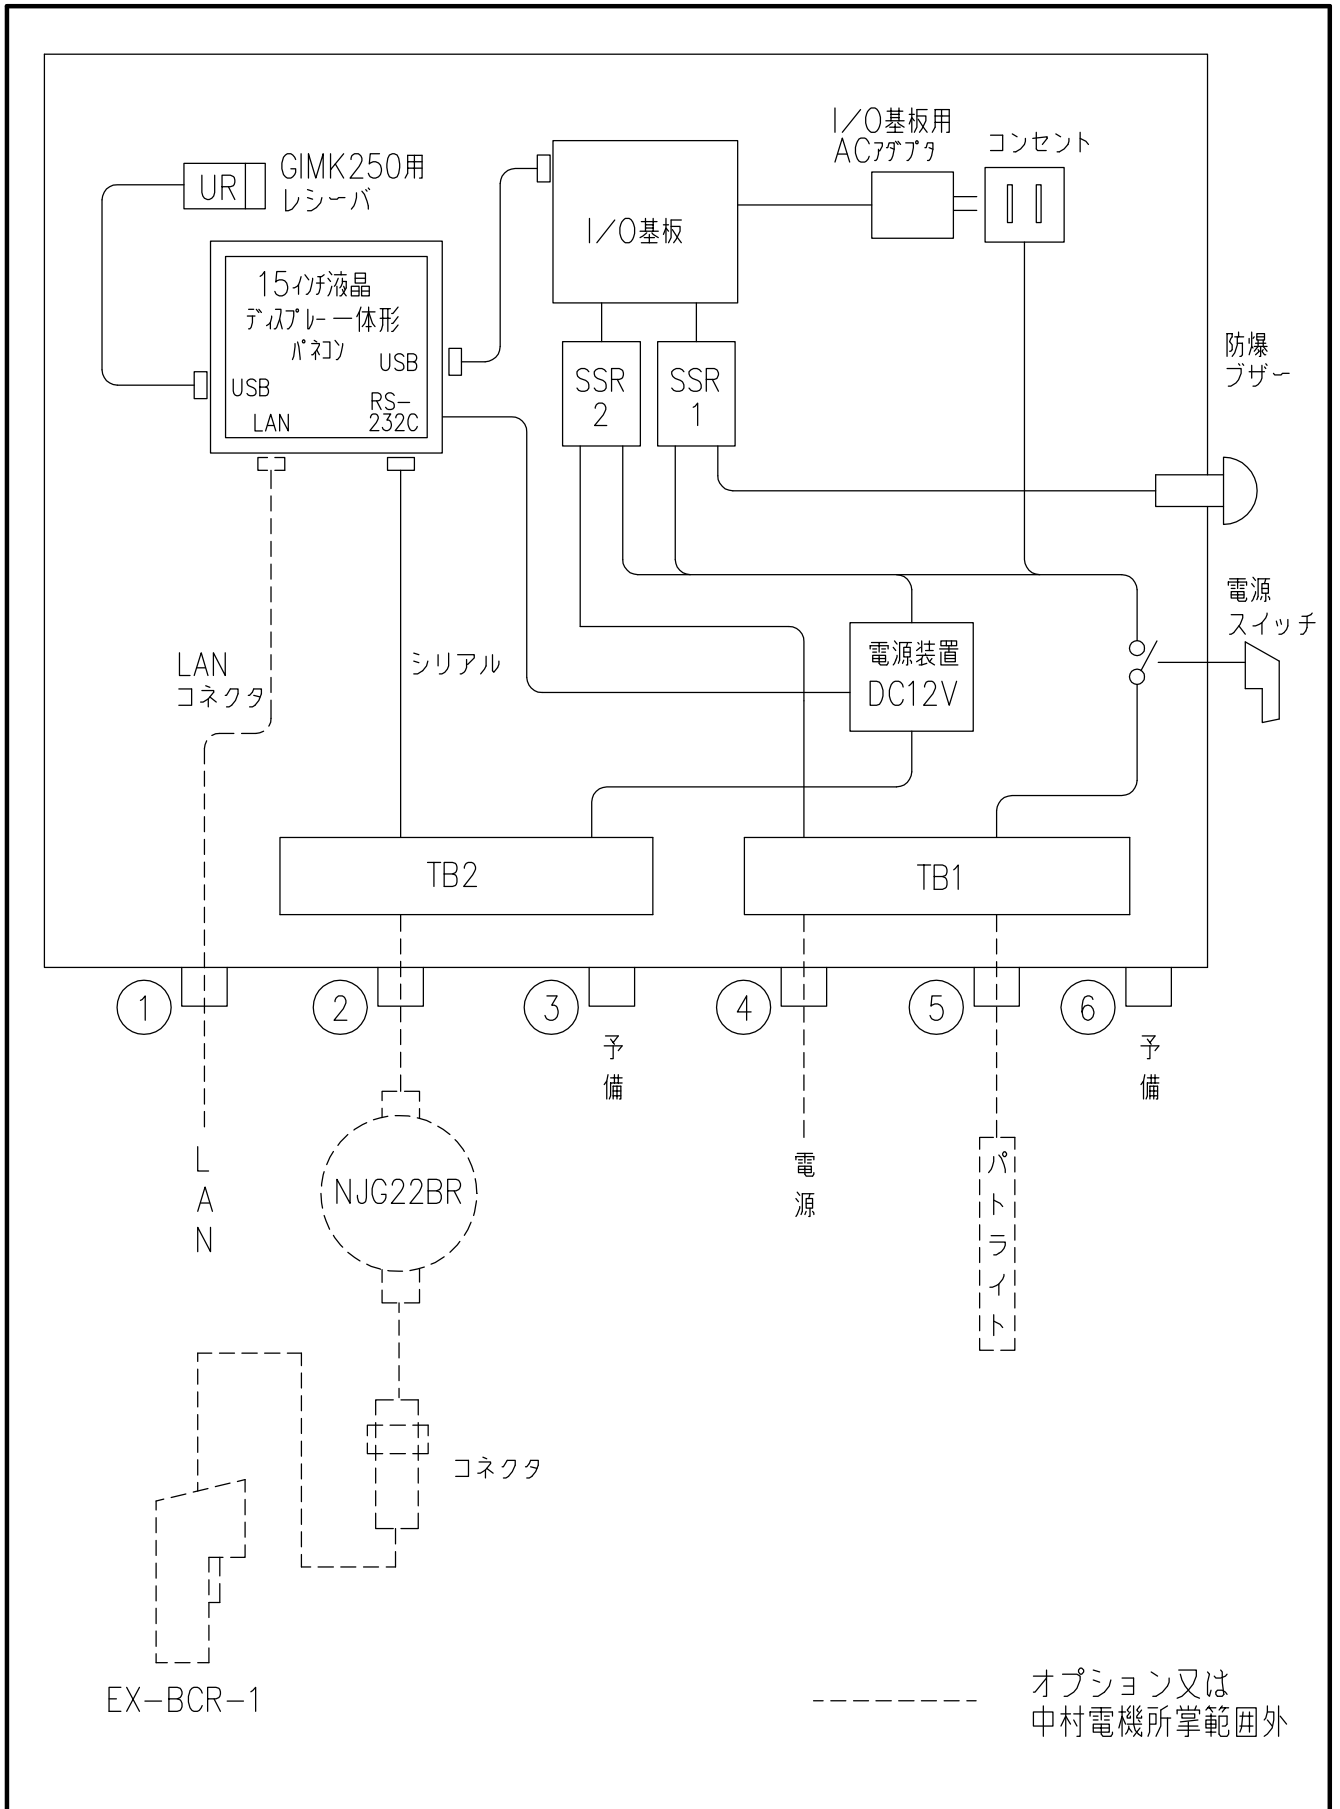 I/O基板用
ACアダプタ
コンセント
UR
GIMK250用
レシーバ
I/O基板
15インチ液晶
ディスプレー一体形
パネコン
USB
USB
RS-
232C
LAN
SSR
2
SSR
1
防爆
ブザー
電源
スイッチ
LAN
コネクタ
シリアル
電源装置
DC12V
TB2
TB1
1
2
3
4
5
6
予
備
予
備
L
A
N
NJG22BR
電
源
パ
ト
ラ
イ
ト
コネクタ
EX-BCR-1
オプション又は
中村電機所掌範囲外